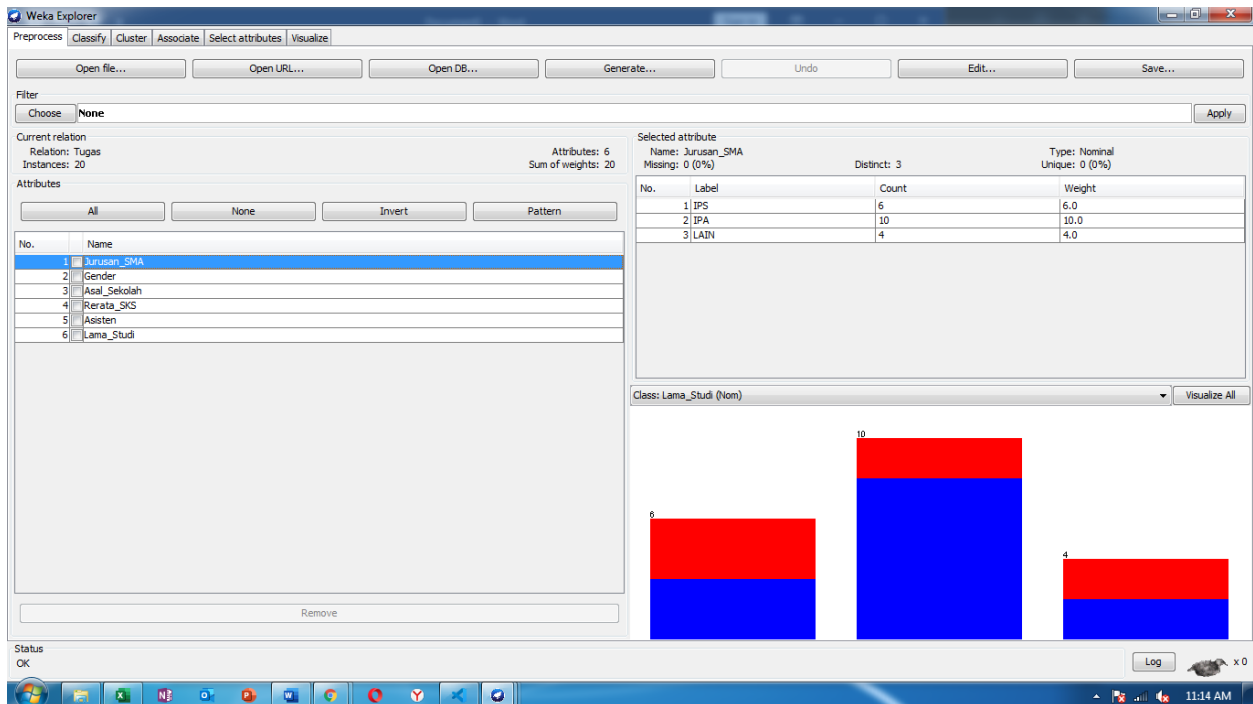 Weka Explorer
Preprocess Classify Cluster Associate Select attributes Visualize
Open file... Open URL... Open DB... Generate... Undo Edit... Save...
Filter
Choose None Apply
Current relation
Relation: Tugas Attributes: 6
Instances: 20 Sum of weights: 20
Attributes
All None Invert Pattern
No. Name
1 Jurusan_SMA
2 Gender
3 Asal_Sekolah
4 Rerata_SKS
5 Asisten
6 Lama_Studi
Remove
Selected attribute
Name: Jurusan_SMA Type: Nominal
Missing: 0 (0%) Distinct: 3 Unique: 0 (0%)
No. Label Count Weight
1 IPS 6 6.0
2 IPA 10 10.0
3 LAIN 4 4.0
Class: Lama_Studi (Nom) Visualize All
10
6
4
Status
OK Log x 0
11:14 AM